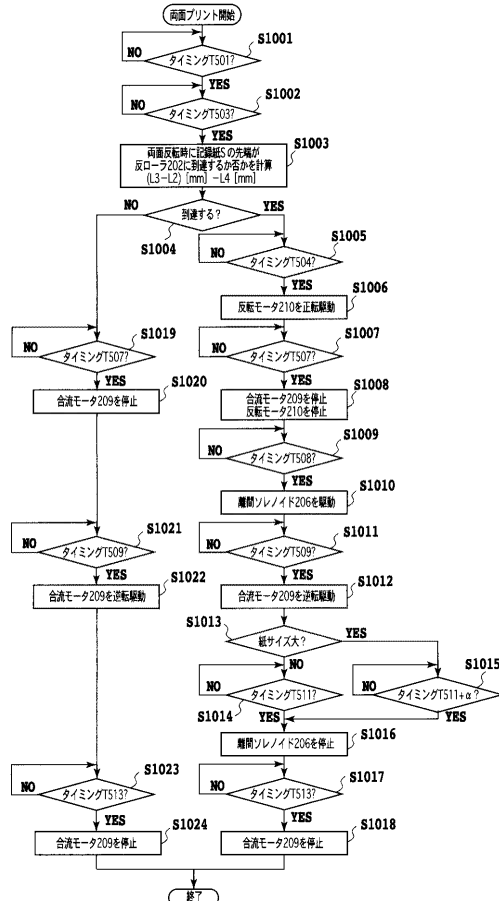 両面プリント開始
S1001
タイミングT501?
NO
YES
S1002
タイミングT503?
NO
YES
S1003
両面反転時に記録紙Sの先端が
反ローラ202に到達するか否かを計算
(L3-L2) [mm] -L4 [mm]
NO
到達する?
YES
S1004
S1005
タイミングT504?
NO
YES
S1006
反転モータ210を正転駆動
S1019
タイミングT507?
NO
YES
S1007
タイミングT507?
NO
YES
S1020
合流モータ209を停止
S1008
合流モータ209を停止
反転モータ210を停止
S1009
タイミングT508?
NO
YES
S1010
離間ソレノイド206を駆動
S1021
タイミングT509?
NO
YES
S1011
タイミングT509?
NO
YES
S1022
合流モータ209を逆転駆動
S1012
合流モータ209を逆転駆動
S1013
紙サイズ大?
YES
NO
S1014
タイミングT511?
NO
YES
S1015
タイミングT511+α?
NO
YES
S1016
離間ソレノイド206を停止
S1023
タイミングT513?
NO
YES
S1017
タイミングT513?
NO
YES
S1024
合流モータ209を停止
S1018
合流モータ209を停止
終了